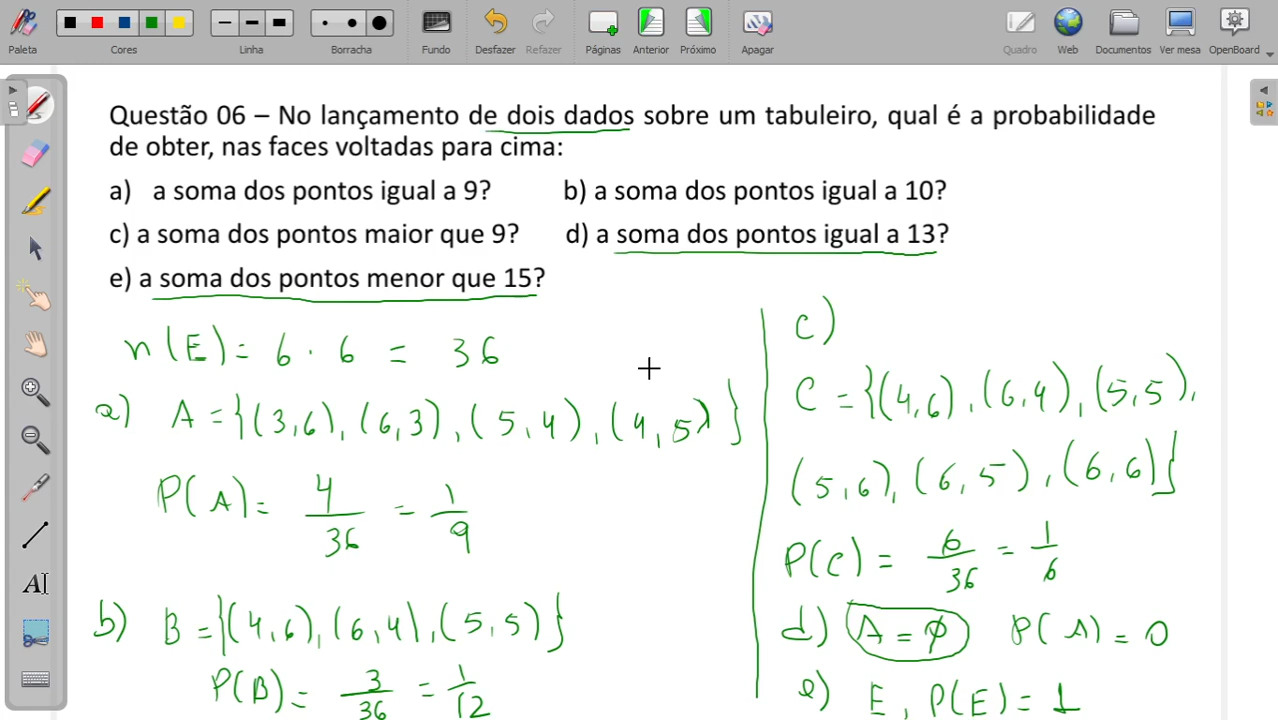 Paleta Cores Linha Borracha Fundo Desfazer Refazer Páginas Anterior Próximo Apagar Quadro Web Documentos Ver mesa OpenBoard
Questão 06 – No lançamento de dois dados sobre um tabuleiro, qual é a probabilidade
de obter, nas faces voltadas para cima:
a) a soma dos pontos igual a 9? b) a soma dos pontos igual a 10?
c) a soma dos pontos maior que 9? d) a soma dos pontos igual a 13?
e) a soma dos pontos menor que 15?
n(E) = 6 · 6 = 36
a) A = {(3,6), (6,3), (5,4), (4,5)}
P(A) = 4/36 = 1/9
b) B = {(4,6), (6,4), (5,5)}
P(B) = 3/36 = 1/12
c)
C = {(4,6), (6,4), (5,5),
(5,6), (6,5), (6,6)}
P(C) = 6/36 = 1/6
d) A = ∅ P(A) = 0
e) E, P(E) = 1
A